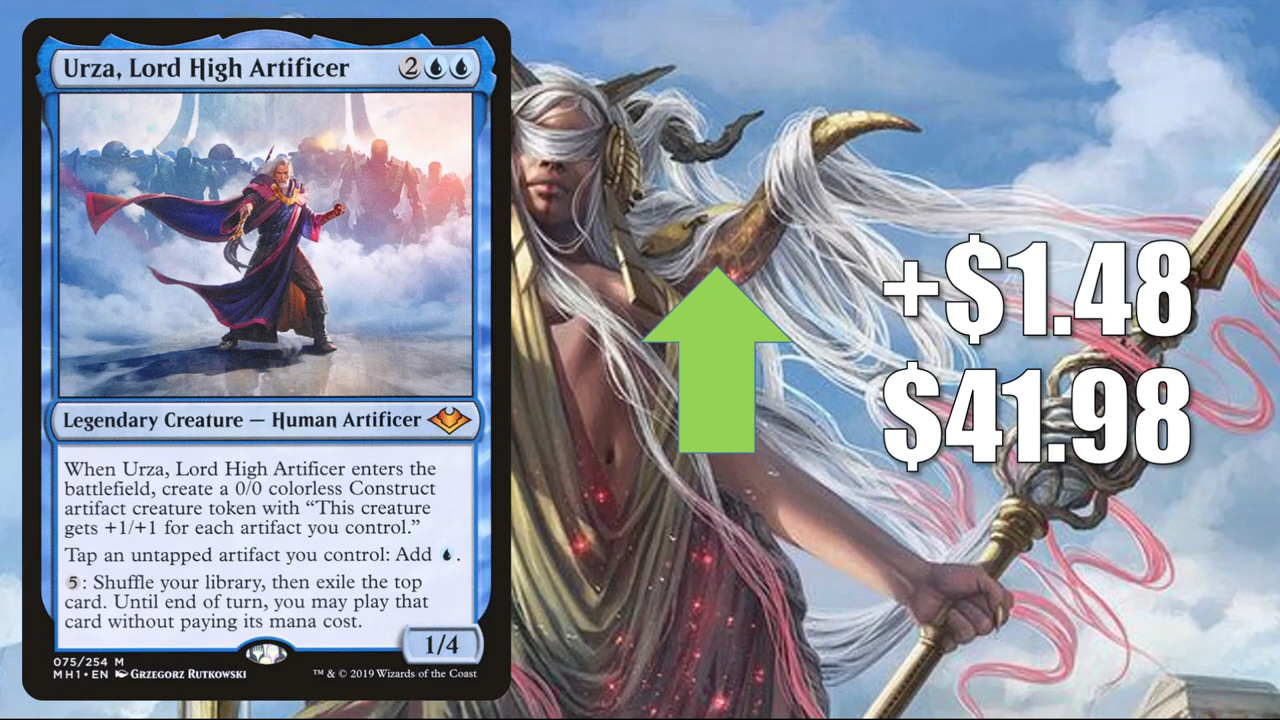 Urza, Lord High Artificer 2
Legendary Creature — Human Artificer
When Urza, Lord High Artificer enters the
battlefield, create a 0/0 colorless Construct
artifact creature token with “This creature
gets +1/+1 for each artifact you control.”
Tap an untapped artifact you control: Add .
5: Shuffle your library, then exile the top
card. Until end of turn, you may play that
card without paying its mana cost.
1/4
075/254 M
MH1 • EN Grzegorz Rutkowski
™ & © 2019 Wizards of the Coast
+$1.48
$41.98